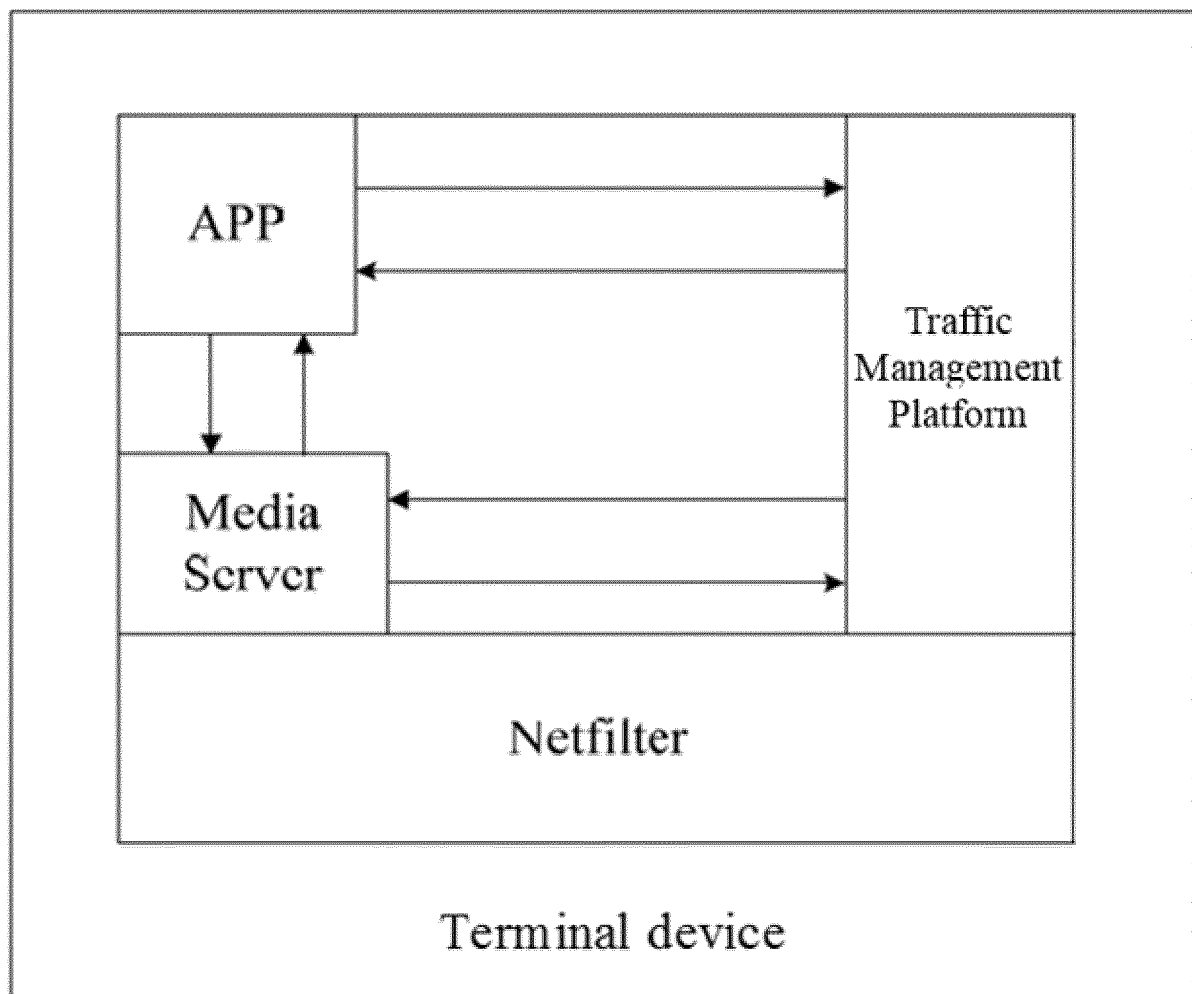 APP
Traffic
Management
Platform
Media
Server
Netfilter
Terminal device